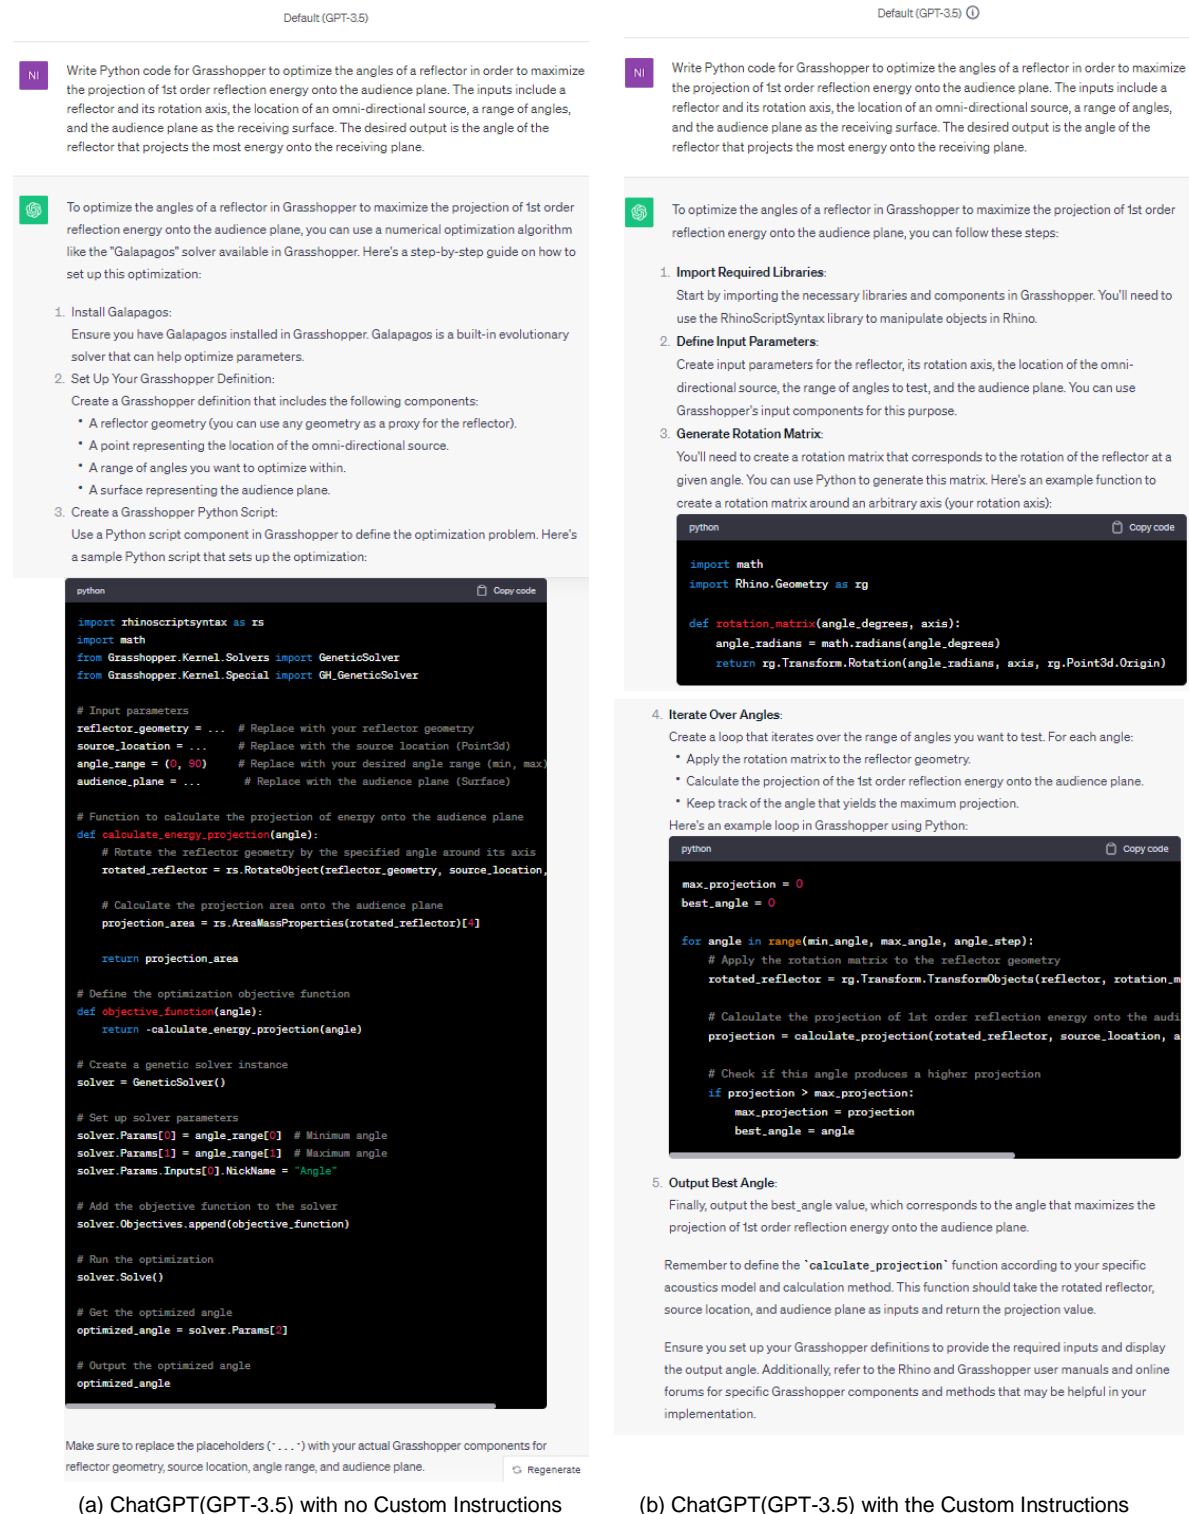 Default (GPT-3.5)
NI
Write Python code for Grasshopper to optimize the angles of a reflector in order to maximize
the projection of 1st order reflection energy onto the audience plane. The inputs include a
reflector and its rotation axis, the location of an omni-directional source, a range of angles,
and the audience plane as the receiving surface. The desired output is the angle of the
reflector that projects the most energy onto the receiving plane.
To optimize the angles of a reflector in Grasshopper to maximize the projection of 1st order
reflection energy onto the audience plane, you can use a numerical optimization algorithm
like the "Galapagos" solver available in Grasshopper. Here's a step-by-step guide on how to
set up this optimization:
1. Install Galapagos:
Ensure you have Galapagos installed in Grasshopper. Galapagos is a built-in evolutionary
solver that can help optimize parameters.
2. Set Up Your Grasshopper Definition:
Create a Grasshopper definition that includes the following components:
• A reflector geometry (you can use any geometry as a proxy for the reflector).
• A point representing the location of the omni-directional source.
• A range of angles you want to optimize within.
• A surface representing the audience plane.
3. Create a Grasshopper Python Script:
Use a Python script component in Grasshopper to define the optimization problem. Here's
a sample Python script that sets up the optimization:
python
Copy code
import rhinoscriptsyntax as rs
import math
from Grasshopper.Kernel.Solvers import GeneticSolver
from Grasshopper.Kernel.Special import GH_GeneticSolver
# Input parameters
reflector_geometry = ... # Replace with your reflector geometry
source_location = ... # Replace with the source location (Point3d)
angle_range = (0, 90) # Replace with your desired angle range (min, max)
audience_plane = ... # Replace with the audience plane (Surface)
# Function to calculate the projection of energy onto the audience plane
def calculate_energy_projection(angle):
# Rotate the reflector geometry by the specified angle around its axis
rotated_reflector = rs.RotateObject(reflector_geometry, source_location,
# Calculate the projection area onto the audience plane
projection_area = rs.AreaMassProperties(rotated_reflector)[4]
return projection_area
# Define the optimization objective function
def objective_function(angle):
return -calculate_energy_projection(angle)
# Create a genetic solver instance
solver = GeneticSolver()
# Set up solver parameters
solver.Params[0] = angle_range[0] # Minimum angle
solver.Params[1] = angle_range[1] # Maximum angle
solver.Params.Inputs[0].NickName = "Angle"
# Add the objective function to the solver
solver.Objectives.append(objective_function)
# Run the optimization
solver.Solve()
# Get the optimized angle
optimized_angle = solver.Params[2]
# Output the optimized angle
optimized_angle
Make sure to replace the placeholders (`...`) with your actual Grasshopper components for
reflector geometry, source location, angle range, and audience plane.
Regenerate
(a) ChatGPT(GPT-3.5) with no Custom Instructions
Default (GPT-3.5)
NI
Write Python code for Grasshopper to optimize the angles of a reflector in order to maximize
the projection of 1st order reflection energy onto the audience plane. The inputs include a
reflector and its rotation axis, the location of an omni-directional source, a range of angles,
and the audience plane as the receiving surface. The desired output is the angle of the
reflector that projects the most energy onto the receiving plane.
To optimize the angles of a reflector in Grasshopper to maximize the projection of 1st order
reflection energy onto the audience plane, you can follow these steps:
1. Import Required Libraries:
Start by importing the necessary libraries and components in Grasshopper. You'll need to
use the RhinoScriptSyntax library to manipulate objects in Rhino.
2. Define Input Parameters:
Create input parameters for the reflector, its rotation axis, the location of the omni-
directional source, the range of angles to test, and the audience plane. You can use
Grasshopper's input components for this purpose.
3. Generate Rotation Matrix:
You'll need to create a rotation matrix that corresponds to the rotation of the reflector at a
given angle. You can use Python to generate this matrix. Here's an example function to
create a rotation matrix around an arbitrary axis (your rotation axis):
python
Copy code
import math
import Rhino.Geometry as rg
def rotation_matrix(angle_degrees, axis):
angle_radians = math.radians(angle_degrees)
return rg.Transform.Rotation(angle_radians, axis, rg.Point3d.Origin)
4. Iterate Over Angles:
Create a loop that iterates over the range of angles you want to test. For each angle:
• Apply the rotation matrix to the reflector geometry.
• Calculate the projection of the 1st order reflection energy onto the audience plane.
• Keep track of the angle that yields the maximum projection.
Here's an example loop in Grasshopper using Python:
python
Copy code
max_projection = 0
best_angle = 0
for angle in range(min_angle, max_angle, angle_step):
# Apply the rotation matrix to the reflector geometry
rotated_reflector = rg.Transform.TransformObjects(reflector, rotation_m
# Calculate the projection of 1st order reflection energy onto the audi
projection = calculate_projection(rotated_reflector, source_location, a
# Check if this angle produces a higher projection
if projection > max_projection:
max_projection = projection
best_angle = angle
5. Output Best Angle:
Finally, output the best_angle value, which corresponds to the angle that maximizes the
projection of 1st order reflection energy onto the audience plane.
Remember to define the `calculate_projection` function according to your specific
acoustics model and calculation method. This function should take the rotated reflector,
source location, and audience plane as inputs and return the projection value.
Ensure you set up your Grasshopper definitions to provide the required inputs and display
the output angle. Additionally, refer to the Rhino and Grasshopper user manuals and online
forums for specific Grasshopper components and methods that may be helpful in your
implementation.
(b) ChatGPT(GPT-3.5) with the Custom Instructions